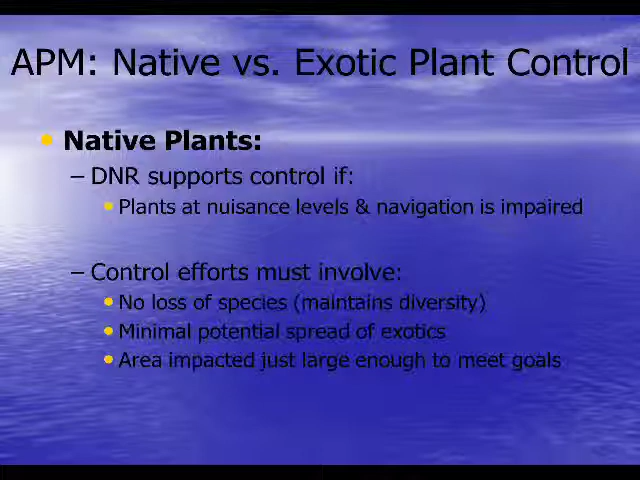 APM: Native vs. Exotic Plant Control
• Native Plants:
– DNR supports control if:
• Plants at nuisance levels & navigation is impaired
– Control efforts must involve:
• No loss of species (maintains diversity)
• Minimal potential spread of exotics
• Area impacted just large enough to meet goals